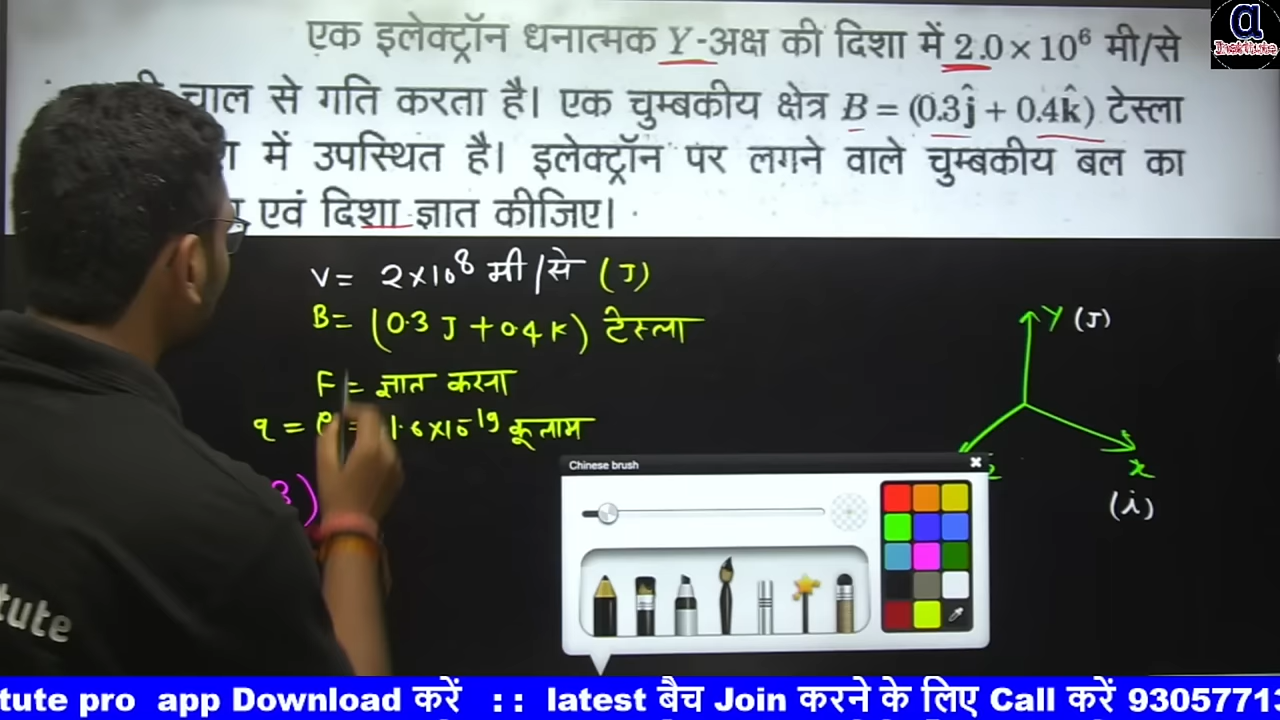 एक इलेक्ट्रॉन धनात्मक Y-अक्ष की दिशा में 2.0 × 10⁶ मी/से
चाल से गति करता है। एक चुम्बकीय क्षेत्र B = (0.3ĵ + 0.4k̂) टेस्ला
में उपस्थित है। इलेक्ट्रॉन पर लगने वाले चुम्बकीय बल का
एवं दिशा ज्ञात कीजिए।
α
Institute
V = 2×10⁸ मी/से (J)
B = (0.3 J + 0.4 K) टेस्ला
F = ज्ञात करना
q = e = 1.6×10⁻¹⁹ कूलाम
Y (J)
x
(i)
Chinese brush
tute
tute pro app Download करें :: latest बैच Join करने के लिए Call करें 93057713